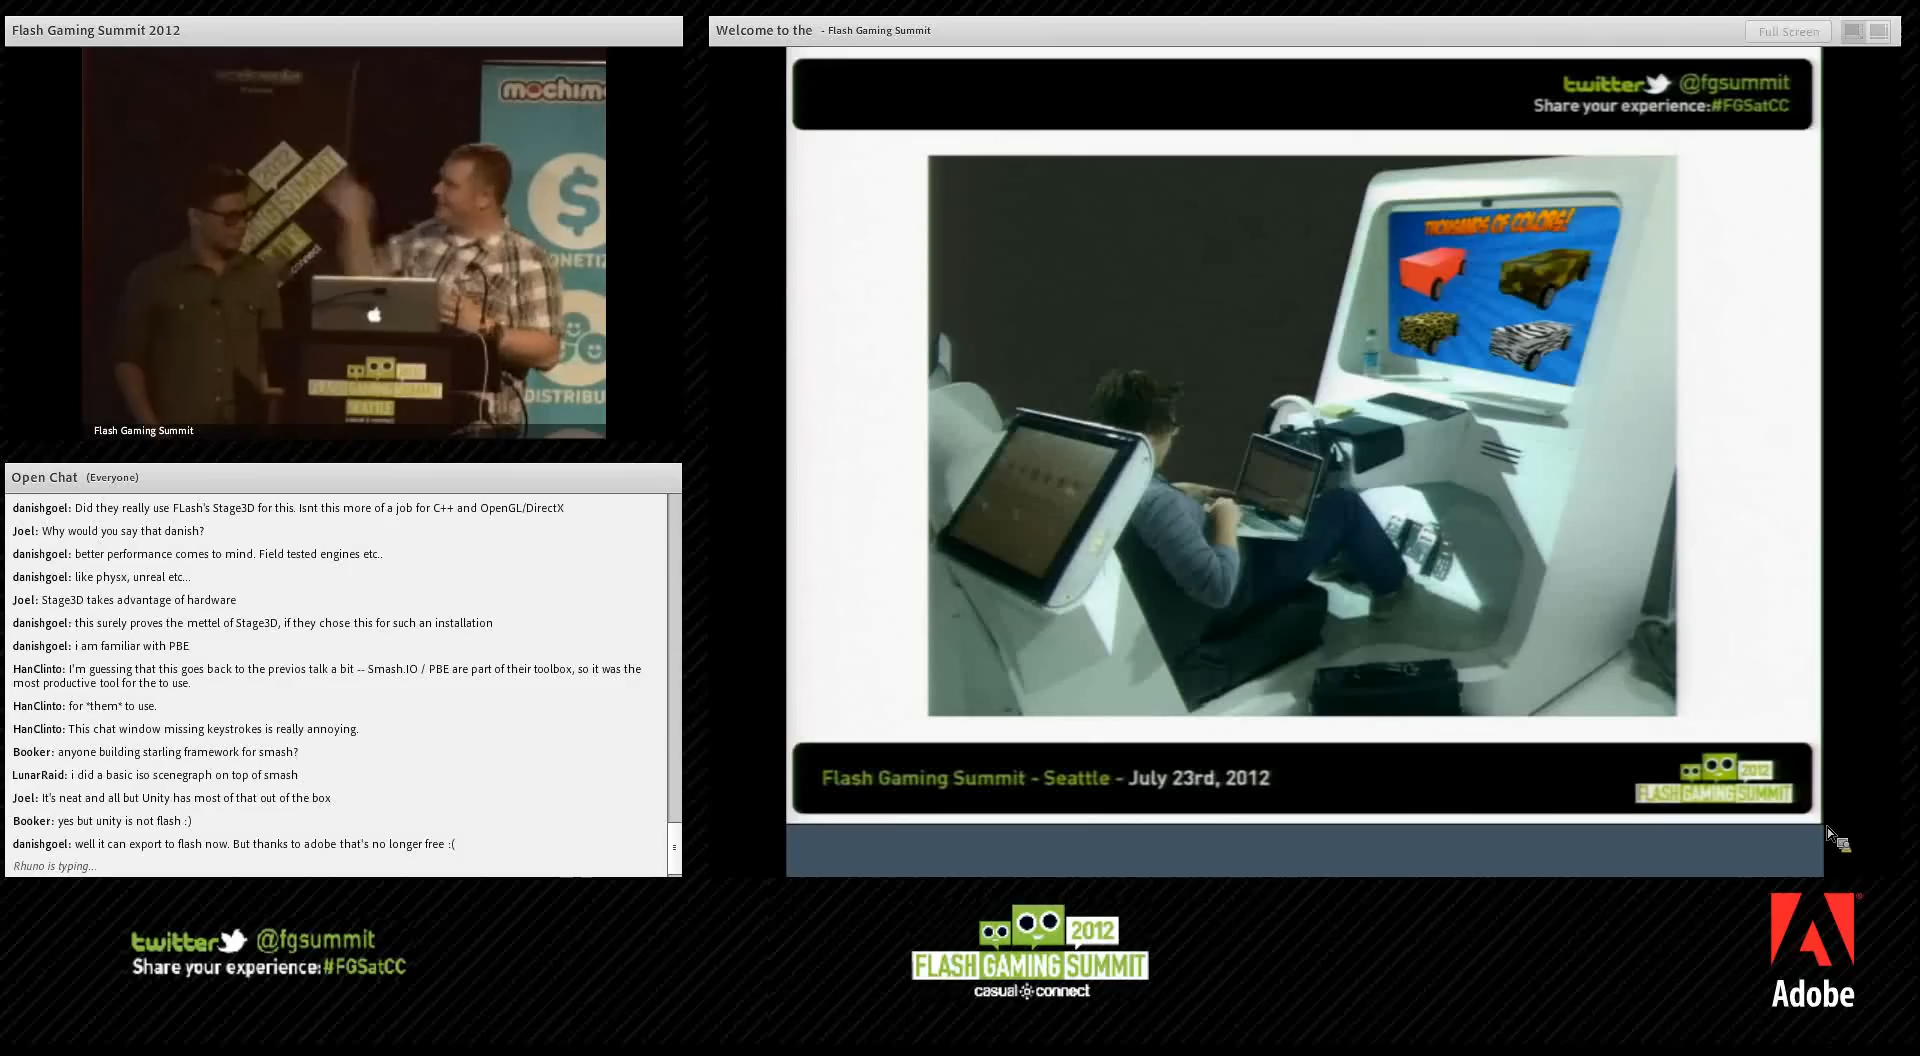 Flash Gaming Summit 2012
mochim
2012
$
ONETIZ
DISTRIBU
FLASH GAMING SUMMIT
SEATTLE
Flash Gaming Summit
Open Chat (Everyone)
danishgoel: Did they really use FLash's Stage3D for this. Isnt this more of a job for C++ and OpenGL/DirectX
Joel: Why would you say that danish?
danishgoel: better performance comes to mind. Field tested engines etc..
danishgoel: like physx, unreal etc...
Joel: Stage3D takes advantage of hardware
danishgoel: this surely proves the mettel of Stage3D, if they chose this for such an installation
danishgoel: i am familiar with PBE
HanClinto: I'm guessing that this goes back to the previos talk a bit -- Smash.IO / PBE are part of their toolbox, so it was the
most productive tool for the to use.
HanClinto: for *them* to use.
HanClinto: This chat window missing keystrokes is really annoying.
Booker: anyone building starling framework for smash?
LunarRaid: i did a basic iso scenegraph on top of smash
Joel: It's neat and all but Unity has most of that out of the box
Booker: yes but unity is not flash :)
danishgoel: well it can export to flash now. But thanks to adobe that's no longer free :(
Rhuno is typing...
Welcome to the - Flash Gaming Summit
Full Screen
twitter @fgsummit
Share your experience:#FGSatCC
THOUSANDS OF COLORS!
Flash Gaming Summit - Seattle - July 23rd, 2012
2012
FLASH GAMING SUMMIT
twitter @fgsummit
Share your experience:#FGSatCC
2012
FLASH GAMING SUMMIT
casual connect
Adobe